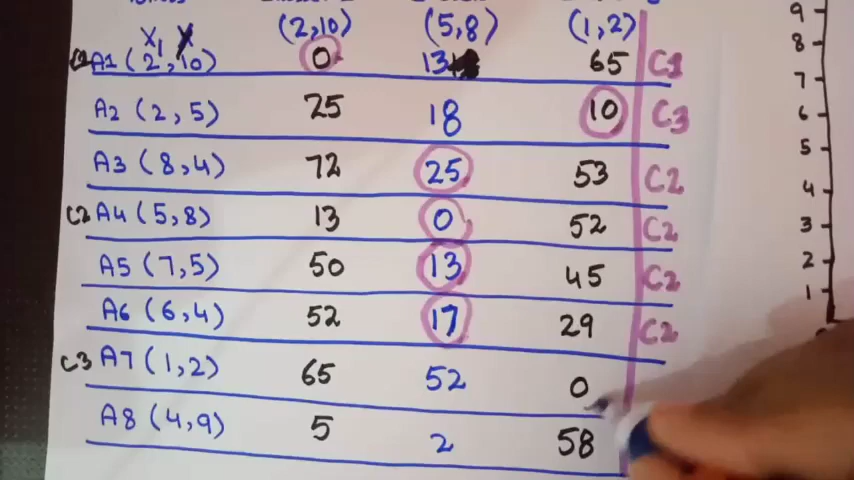 (2,10) (5,8) (1,2)
X1 X
A1 (2,10) 0 13 65 C1
A2 (2,5) 25 18 10 C3
A3 (8,4) 72 25 53 C2
C2 A4 (5,8) 13 0 52 C2
A5 (7,5) 50 13 45 C2
A6 (6,4) 52 17 29 C2
C3 A7 (1,2) 65 52 0
A8 (4,9) 5 2 58
9
8
7
6
5
4
3
2
1